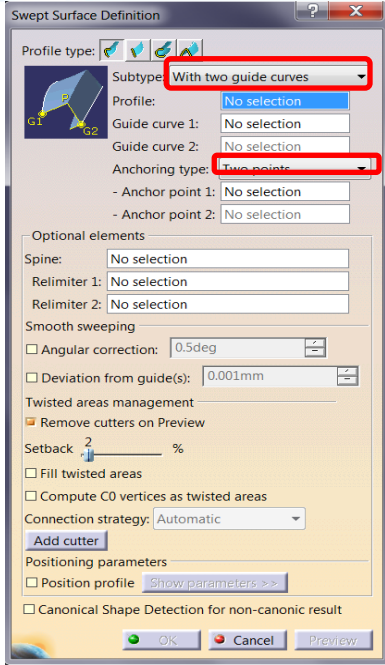 Swept Surface Definition
?
Profile type:
Subtype: With two guide curves
P
G1
G2
Profile: No selection
Guide curve 1: No selection
Guide curve 2: No selection
Anchoring type: Two points
- Anchor point 1: No selection
- Anchor point 2: No selection
Optional elements
Spine: No selection
Relimiter 1: No selection
Relimiter 2: No selection
Smooth sweeping
Angular correction: 0.5deg
Deviation from guide(s): 0.001mm
Twisted areas management
Remove cutters on Preview
Setback 2 %
Fill twisted areas
Compute C0 vertices as twisted areas
Connection strategy: Automatic
Add cutter
Positioning parameters
Position profile Show parameters >>
Canonical Shape Detection for non-canonic result
OK Cancel Preview